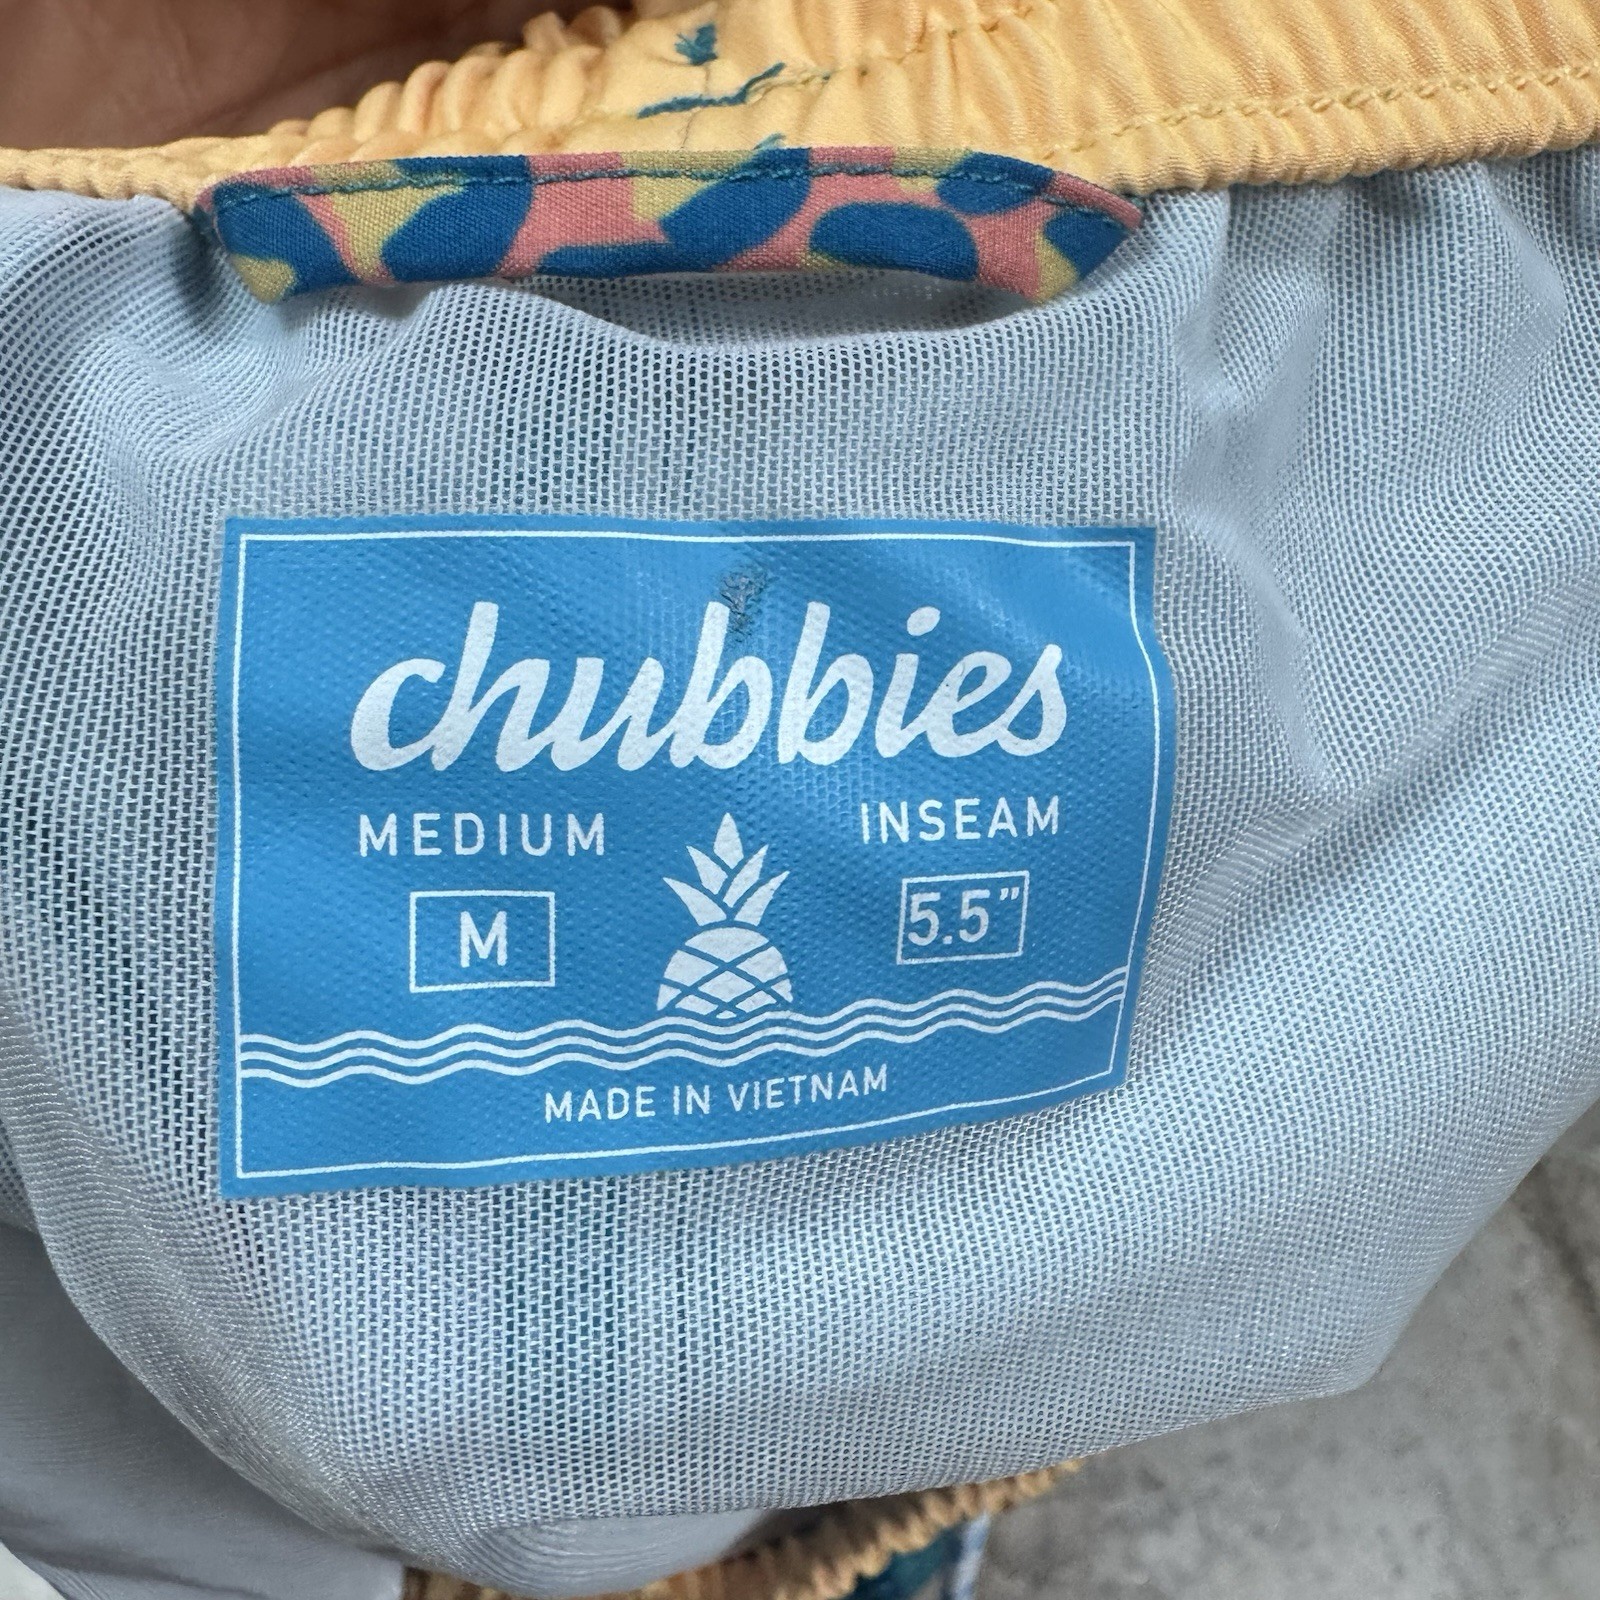 chubbies
MEDIUM INSEAM
M 5.5”
MADE IN VIETNAM